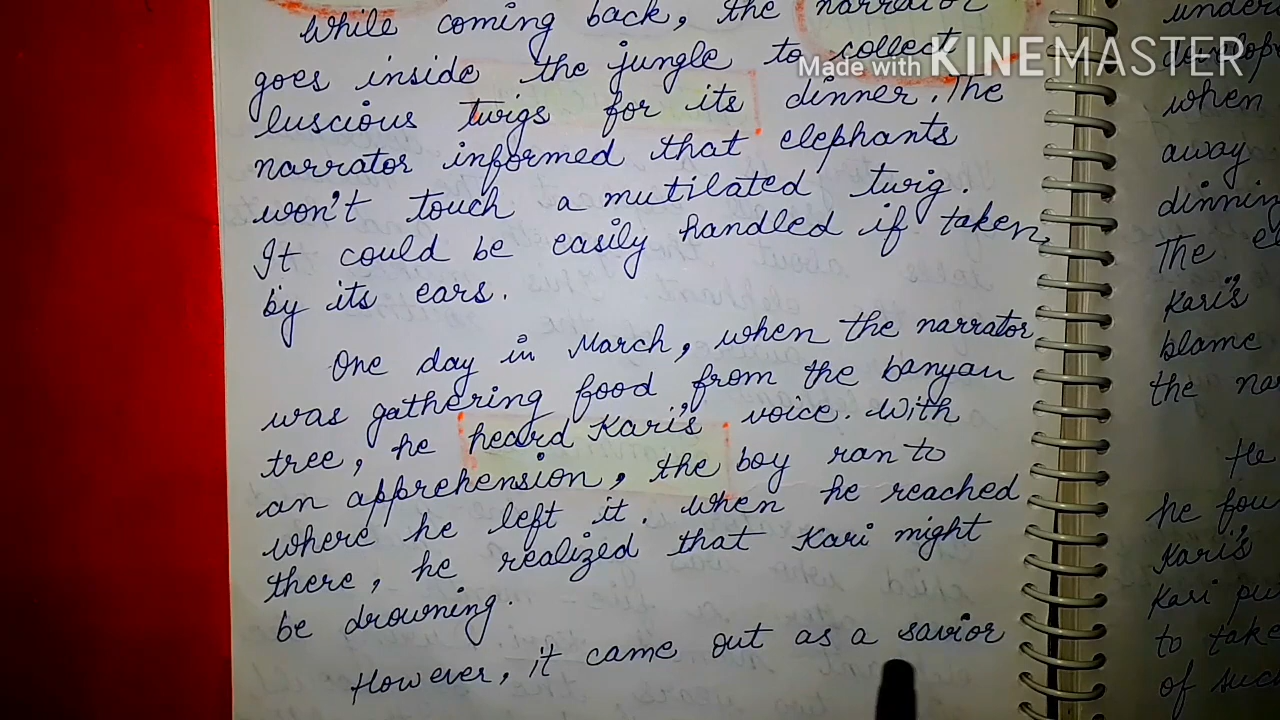 While coming back, the narrator
goes inside the jungle to collect
Made with KINEMASTER
luscious twigs for its dinner. The
narrator informed that elephants
won't touch a mutilated twig.
It could be easily handled if taken
by its ears.
One day in March, when the narrator
was gathering food from the banyan
tree, he heard Kari's voice. With
an apprehension, the boy ran to
where he left it. When he reached
there, he realized that Kari might
be drowning.
However, it came out as a savior
when
away
dinning
The
Kari's
blame
the
He
he
Kari's
Kari
to
of